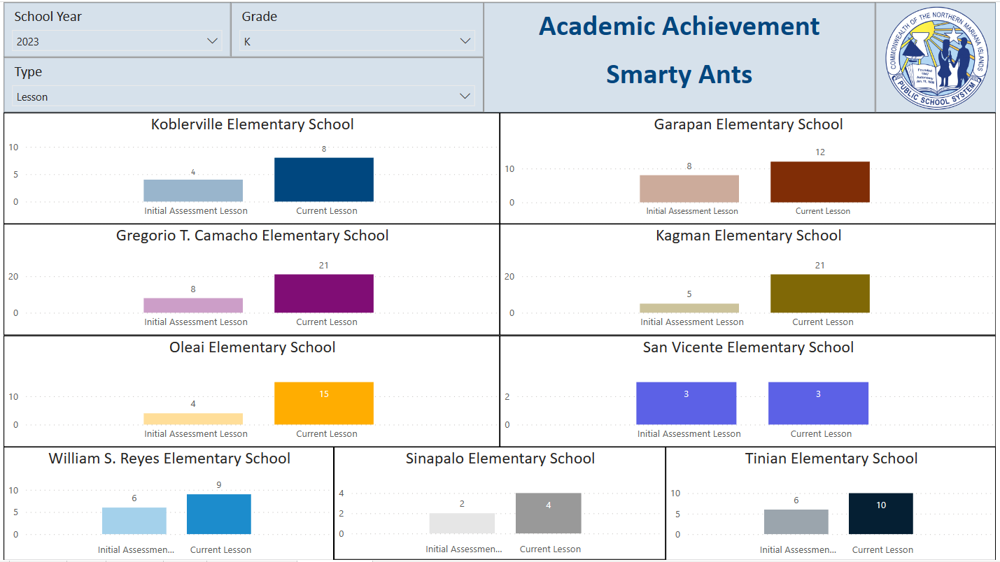 School Year
2023
Grade
K
Type
Lesson
Academic Achievement
Smarty Ants
COMMONWEALTH OF THE NORTHERN MARIANA ISLANDS
PUBLIC SCHOOL SYSTEM
Founded
1947
Autonomy
Koblerville Elementary School
10
5
0
4
8
Initial Assessment Lesson
Current Lesson
Garapan Elementary School
10
0
8
12
Initial Assessment Lesson
Current Lesson
Gregorio T. Camacho Elementary School
20
0
8
21
Initial Assessment Lesson
Current Lesson
Kagman Elementary School
20
0
5
21
Initial Assessment Lesson
Current Lesson
Oleai Elementary School
10
0
4
15
Initial Assessment Lesson
Current Lesson
San Vicente Elementary School
2
0
3
3
Initial Assessment Lesson
Current Lesson
William S. Reyes Elementary School
10
5
0
6
9
Initial Assessmen...
Current Lesson
Sinapalo Elementary School
4
2
0
2
4
Initial Assessmen...
Current Lesson
Tinian Elementary School
10
5
0
6
10
Initial Assessmen...
Current Lesson